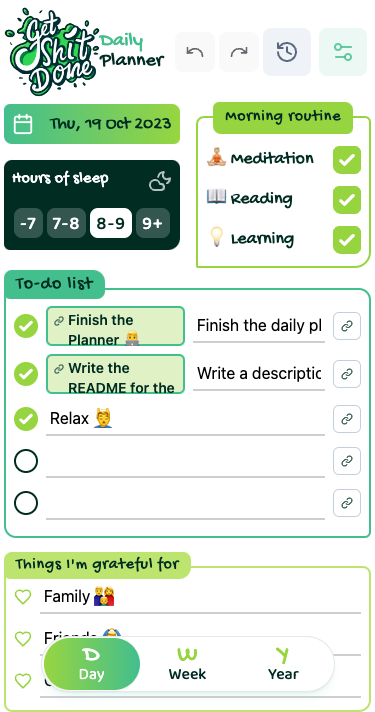 Get
Shit
Done
Daily
Planner
Thu, 19 Oct 2023
Morning routine
🧘 Meditation
📖 Reading
💡 Learning
Hours of sleep
-7 7-8 8-9 9+
To-do list
Finish the
Planner 👩‍💻
Finish the daily pl
Write the
README for the
Write a descriptic
Relax 💆
Things I'm grateful for
Family 👨‍👩‍👦
Friends
D
Day
W
Week
Y
Year